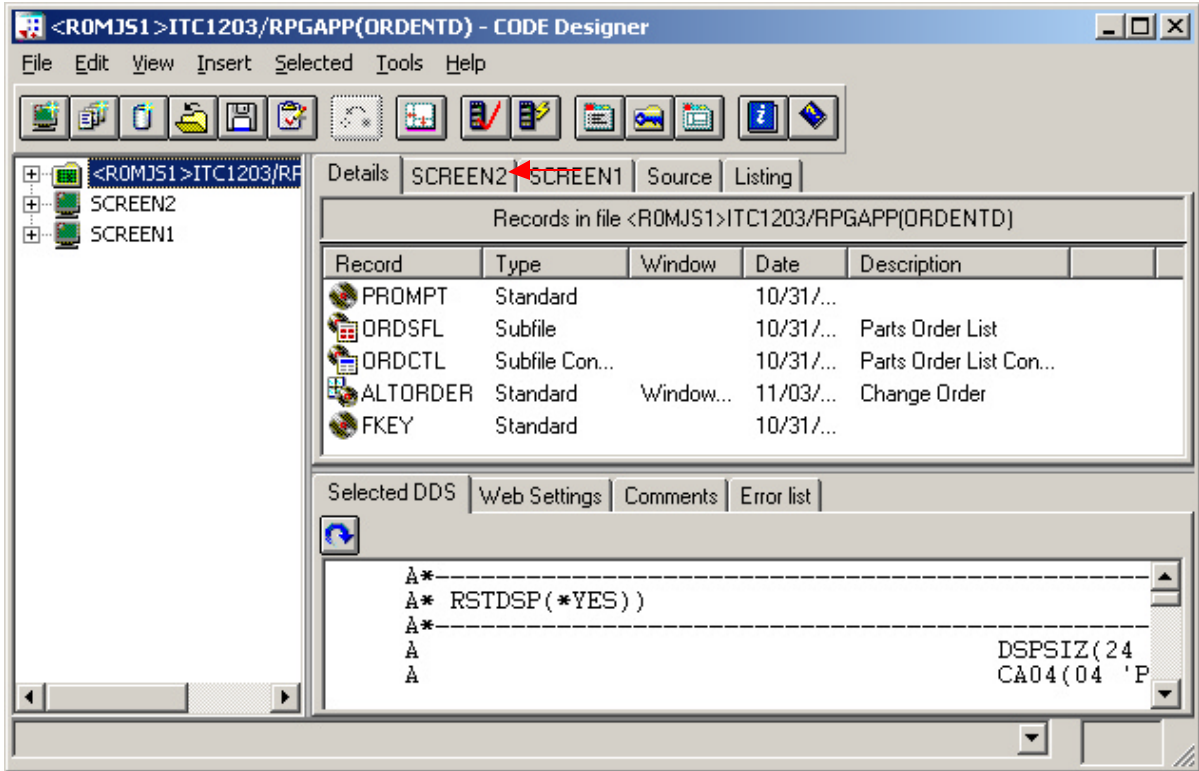 <R0MJS1>ITC1203/RPGAPP(ORDENTD) - CODE Designer
File Edit View Insert Selected Tools Help
<R0MJS1>ITC1203/RP
SCREEN2
SCREEN1
Details SCREEN2 SCREEN1 Source Listing
Records in file <R0MJS1>ITC1203/RPGAPP(ORDENTD)
Record Type Window Date Description
PROMPT Standard 10/31/...
ORDSFL Subfile 10/31/... Parts Order List
ORDCTL Subfile Con... 10/31/... Parts Order List Con...
ALTORDER Standard Window... 11/03/... Change Order
FKEY Standard 10/31/...
Selected DDS Web Settings Comments Error list
A*-----------------------------------------------
A* RSTDSP(*YES))
A*-----------------------------------------------
A DSPSIZ(24
A CA04(04 'P